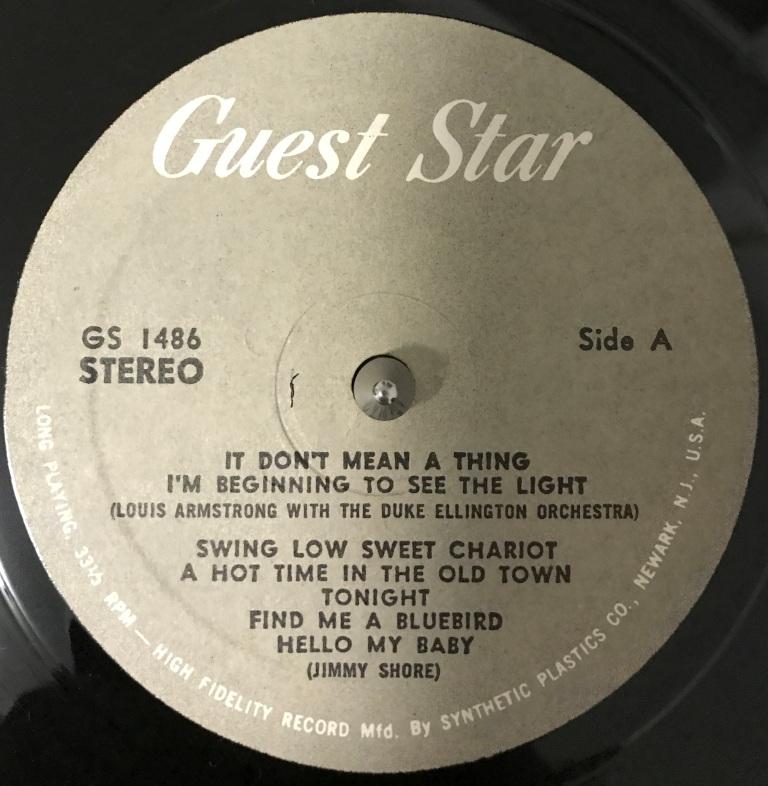 Guest Star
GS 1486
STEREO
Side A
IT DON'T MEAN A THING
I'M BEGINNING TO SEE THE LIGHT
(LOUIS ARMSTRONG WITH THE DUKE ELLINGTON ORCHESTRA)
SWING LOW SWEET CHARIOT
A HOT TIME IN THE OLD TOWN
TONIGHT
FIND ME A BLUEBIRD
HELLO MY BABY
(JIMMY SHORE)
LONG PLAYING, 33⅓ RPM — HIGH FIDELITY RECORD Mfd. By SYNTHETIC PLASTICS CO., NEWARK, N.J., U.S.A.